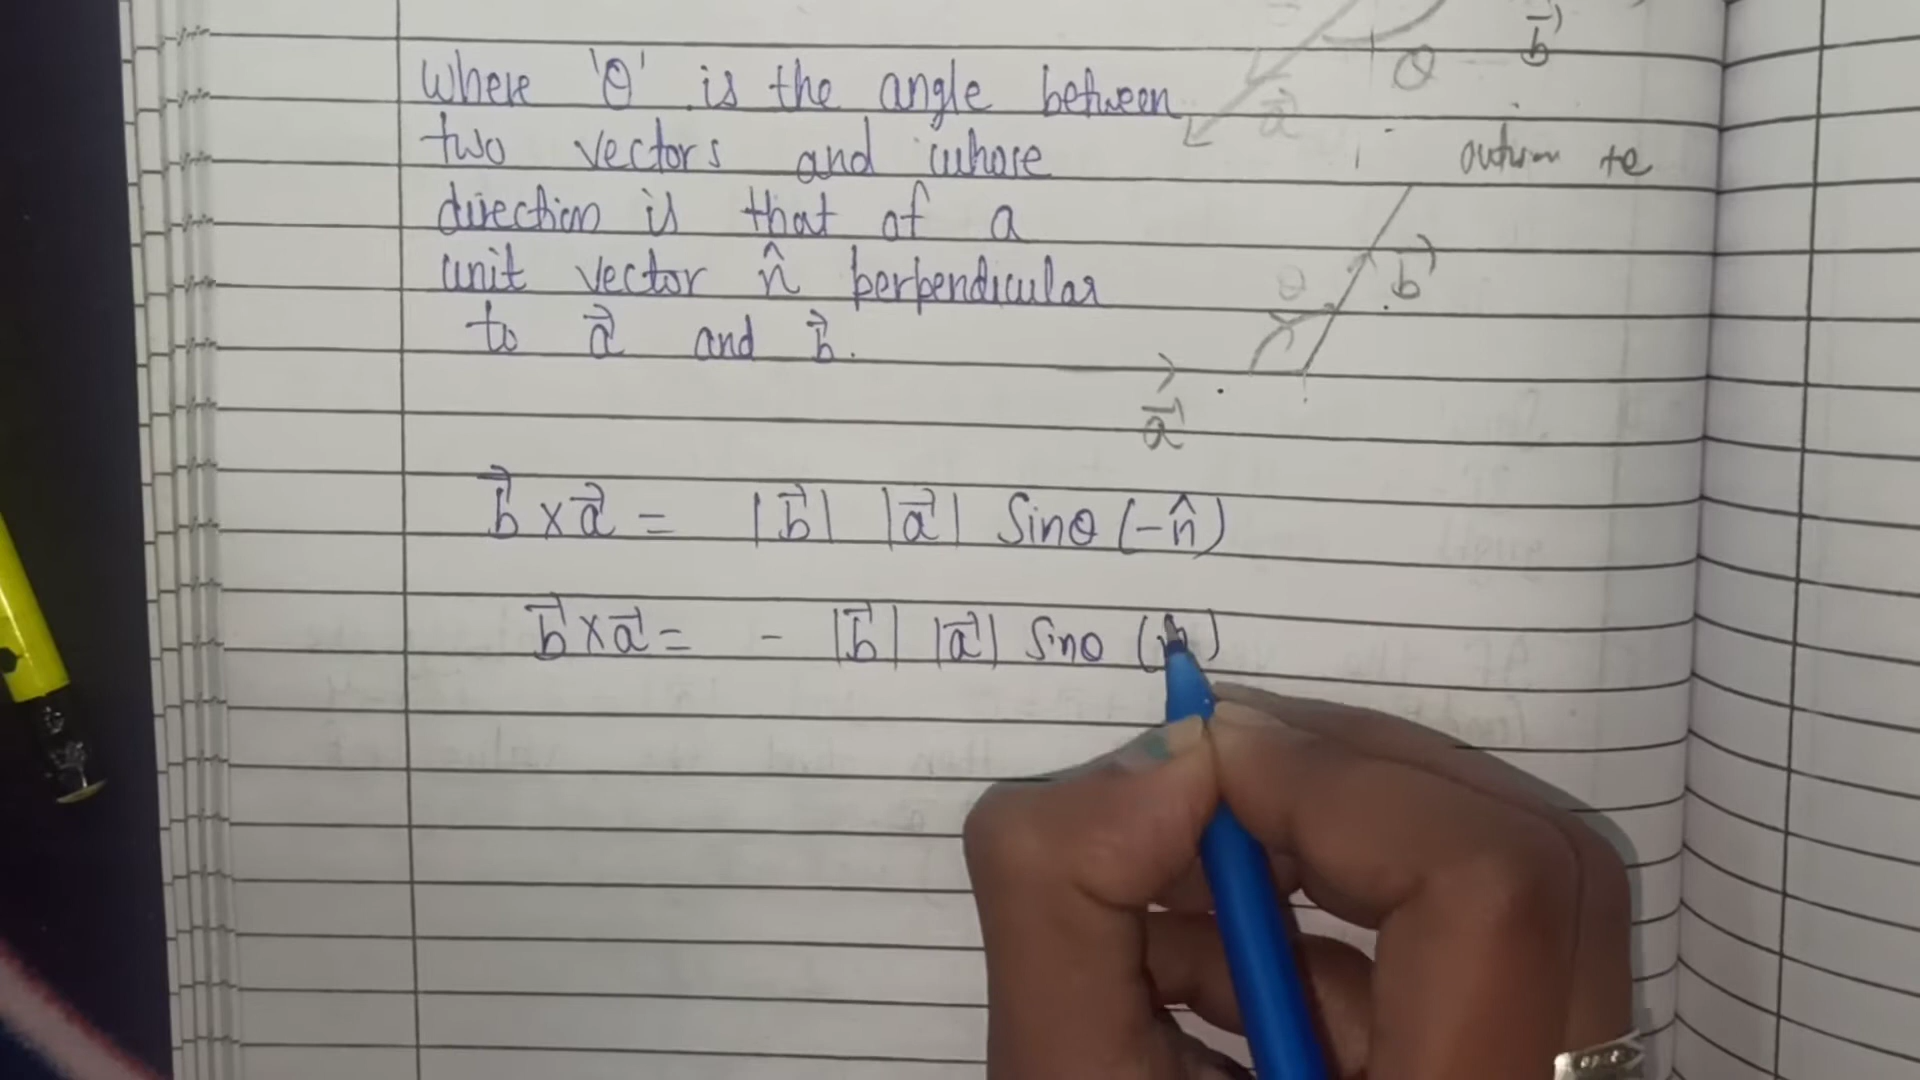 b⃗
θ
a⃗
where 'θ' is the angle between
two vectors and whose
direction is that of a
unit vector n̂ perpendicular
to a⃗ and b⃗.
te
θ
b⃗
a⃗
b⃗ × a⃗ = |b⃗| |a⃗| Sinθ (-n̂)
b⃗ × a⃗ = - |b⃗| |a⃗| Sinθ (n̂)